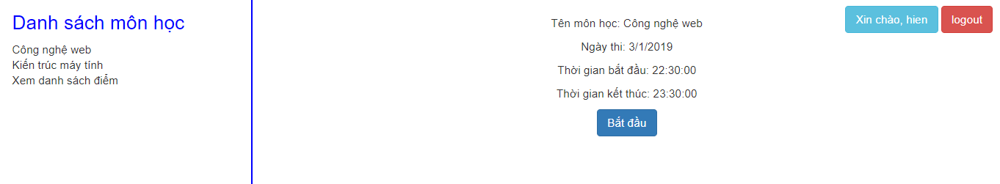 Danh sách môn học
Công nghệ web
Kiến trúc máy tính
Xem danh sách điểm
Tên môn học: Công nghệ web
Ngày thi: 3/1/2019
Thời gian bắt đầu: 22:30:00
Thời gian kết thúc: 23:30:00
Bắt đầu
Xin chào, hien
logout